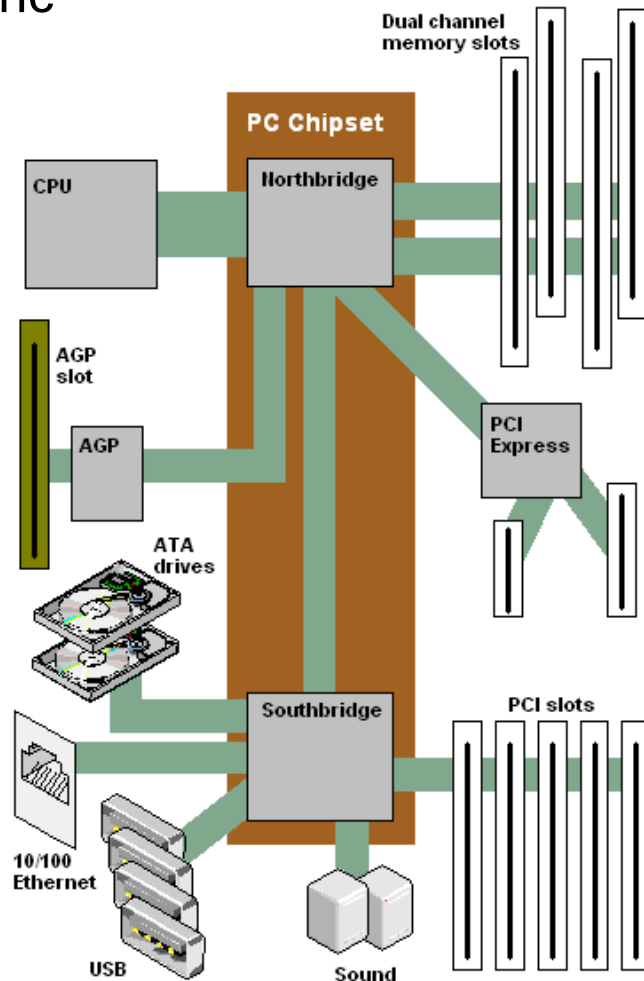 Dual channel
memory slots
PC Chipset
Northbridge
CPU
AGP
slot
AGP
PCI
Express
ATA
drives
Southbridge
PCI slots
10/100
Ethernet
USB
Sound